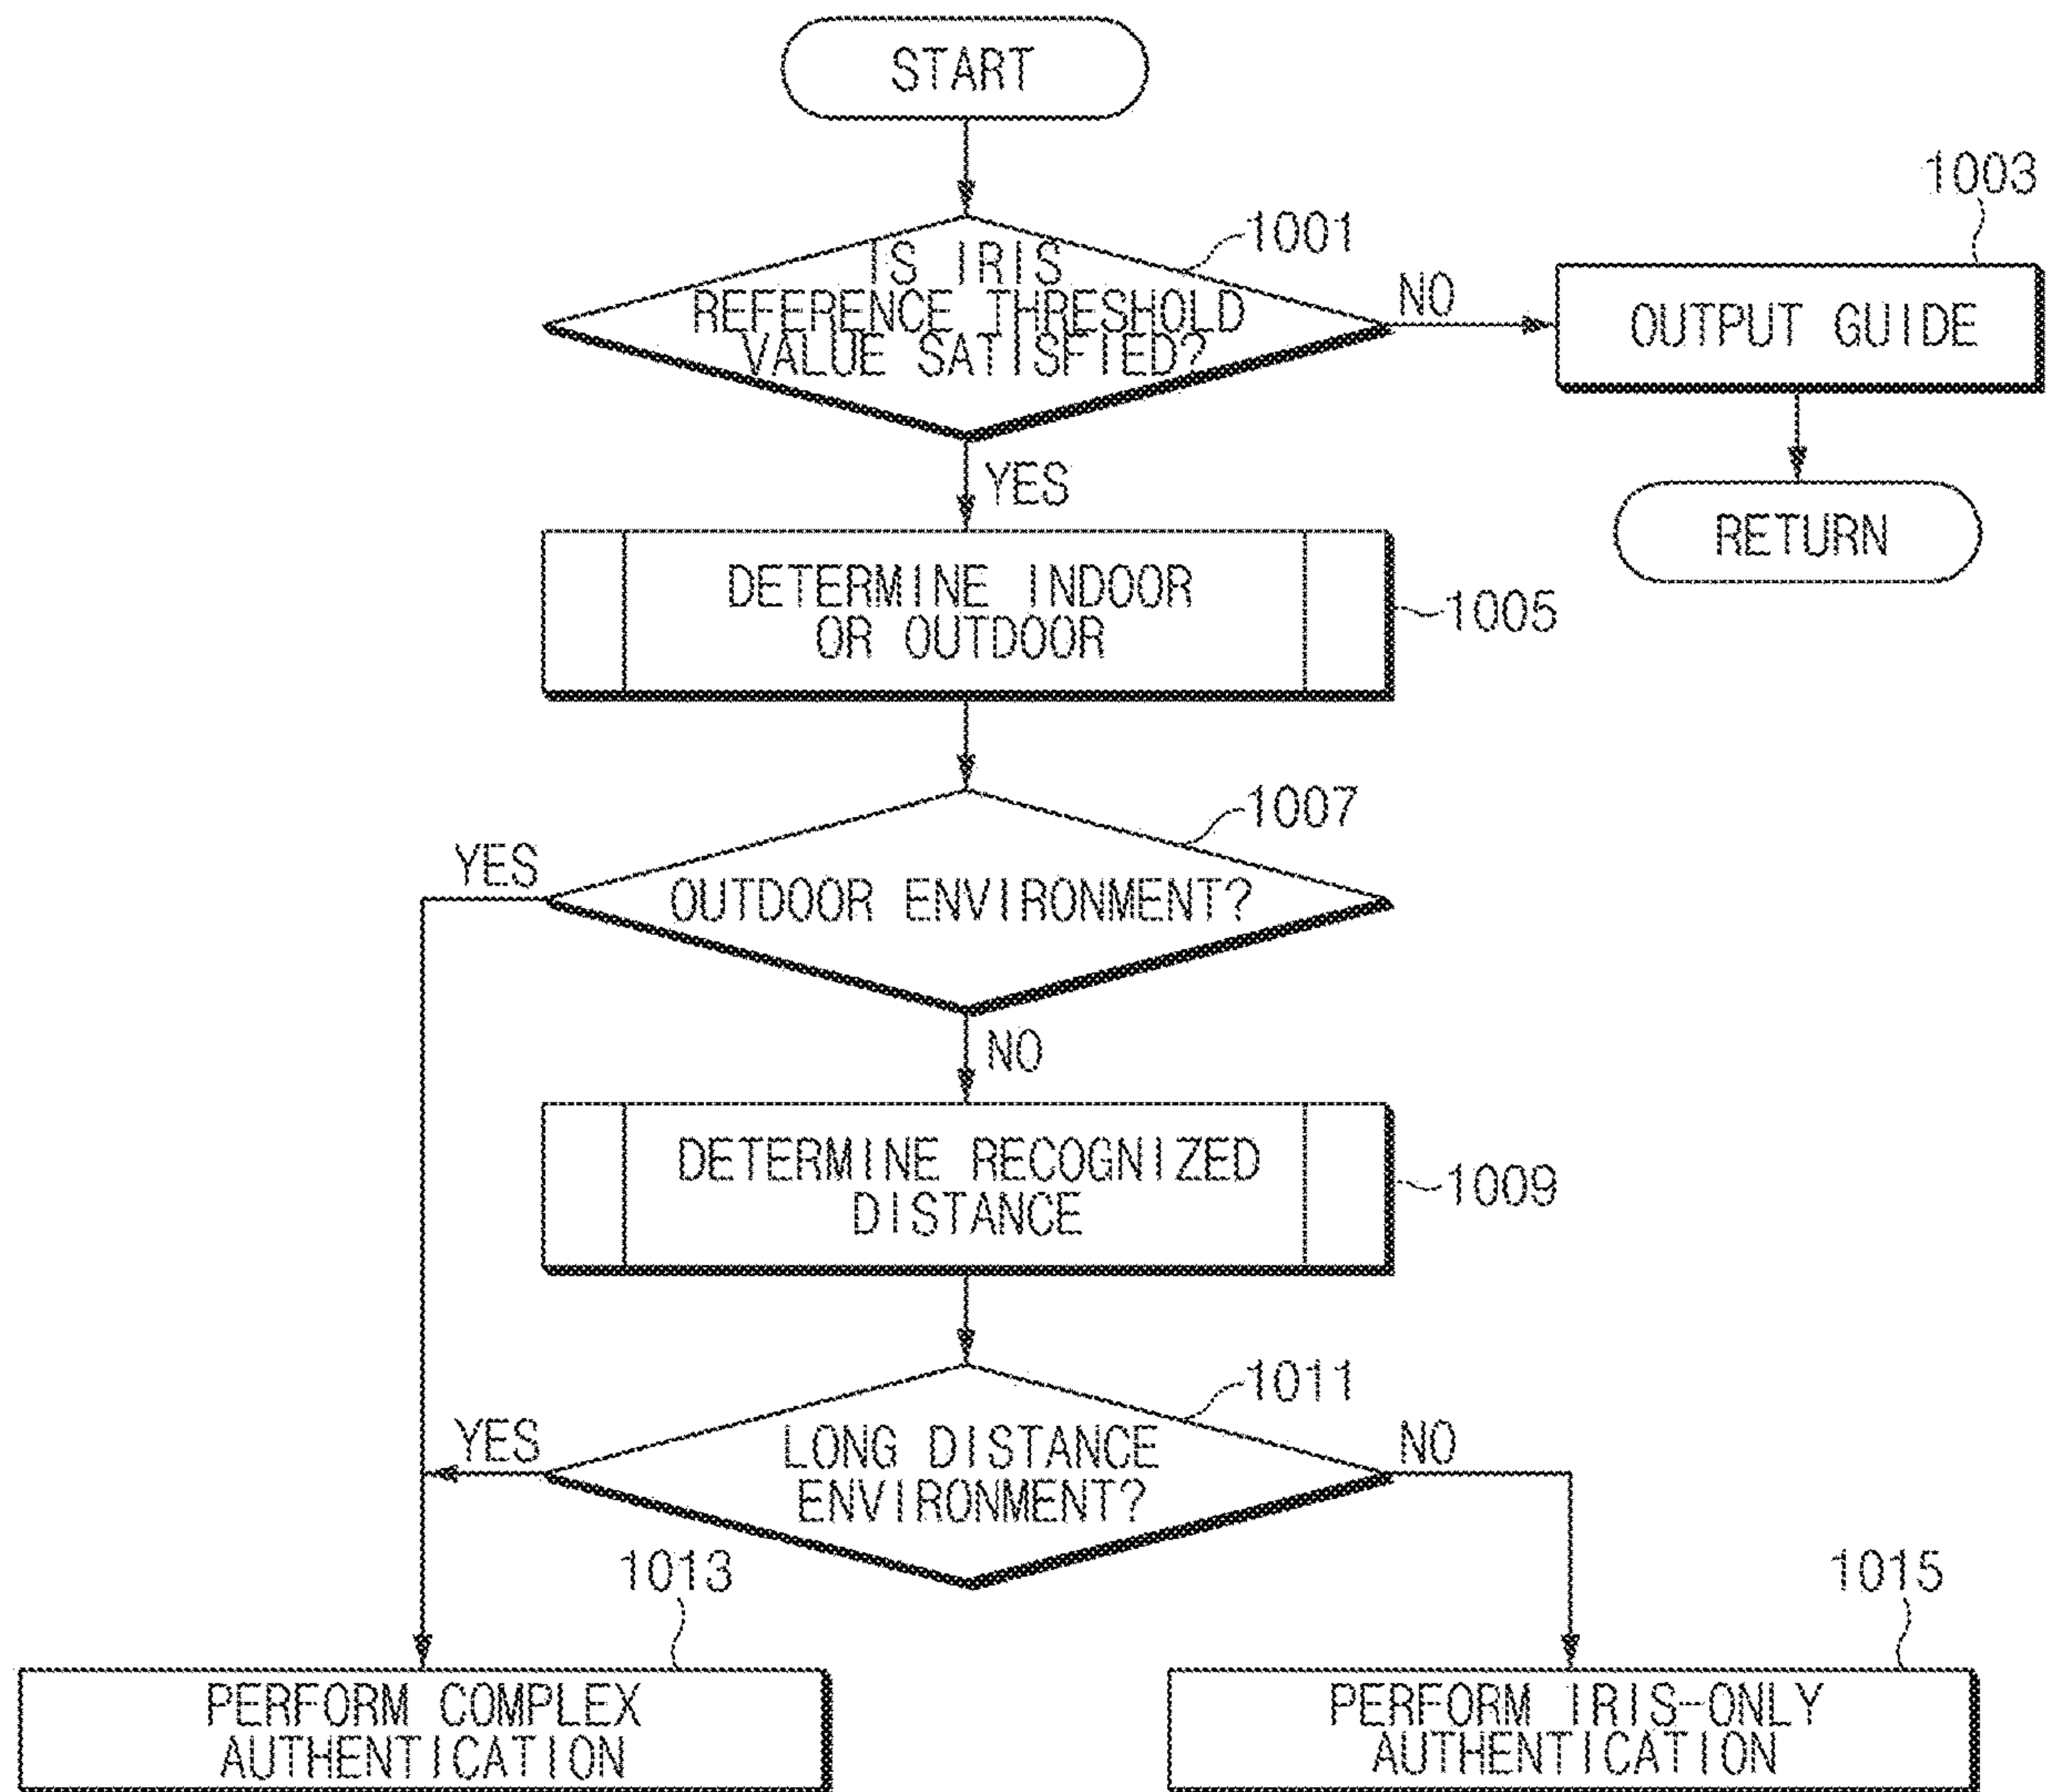 START
1003
1001
IS IRIS
REFERENCE THRESHOLD
VALUE SATISFIED?
NO
OUTPUT GUIDE
YES
RETURN
DETERMINE INDOOR
OR OUTDOOR
1005
1007
YES
OUTDOOR ENVIRONMENT?
NO
DETERMINE RECOGNIZED
DISTANCE
1009
1011
YES
LONG DISTANCE
ENVIRONMENT?
NO
1013
1015
PERFORM COMPLEX
AUTHENTICATION
PERFORM IRIS-ONLY
AUTHENTICATION